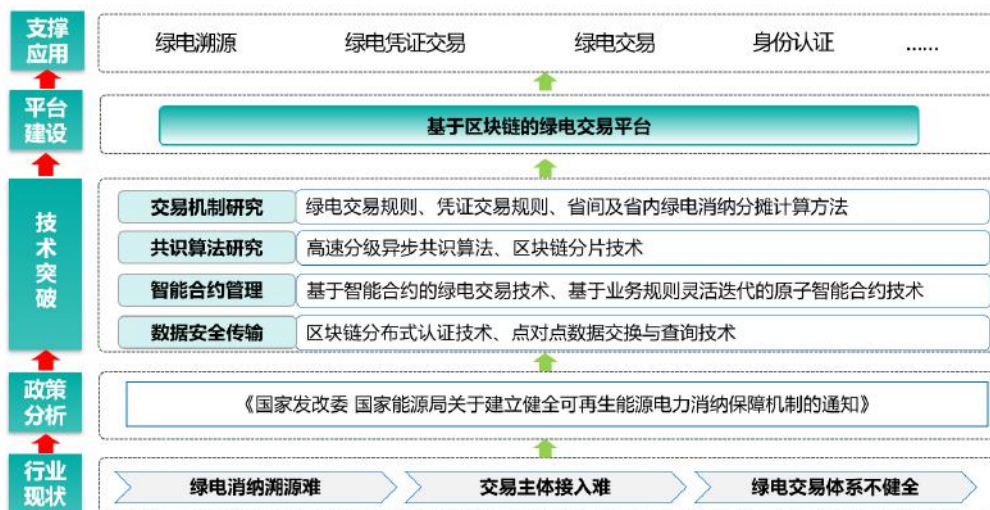 支撑
应用
绿电溯源 绿电凭证交易 绿电交易 身份认证 ......
平台
建设
基于区块链的绿电交易平台
技
术
突
破
交易机制研究 绿电交易规则、凭证交易规则、省间及省内绿电消纳分摊计算方法
共识算法研究 高速分级异步共识算法、区块链分片技术
智能合约管理 基于智能合约的绿电交易技术、基于业务规则灵活迭代的原子智能合约技术
数据安全传输 区块链分布式认证技术、点对点数据交换与查询技术
政策
分析
《国家发改委 国家能源局关于建立健全可再生能源电力消纳保障机制的通知》
行业
现状
绿电消纳溯源难 交易主体接入难 绿电交易体系不健全